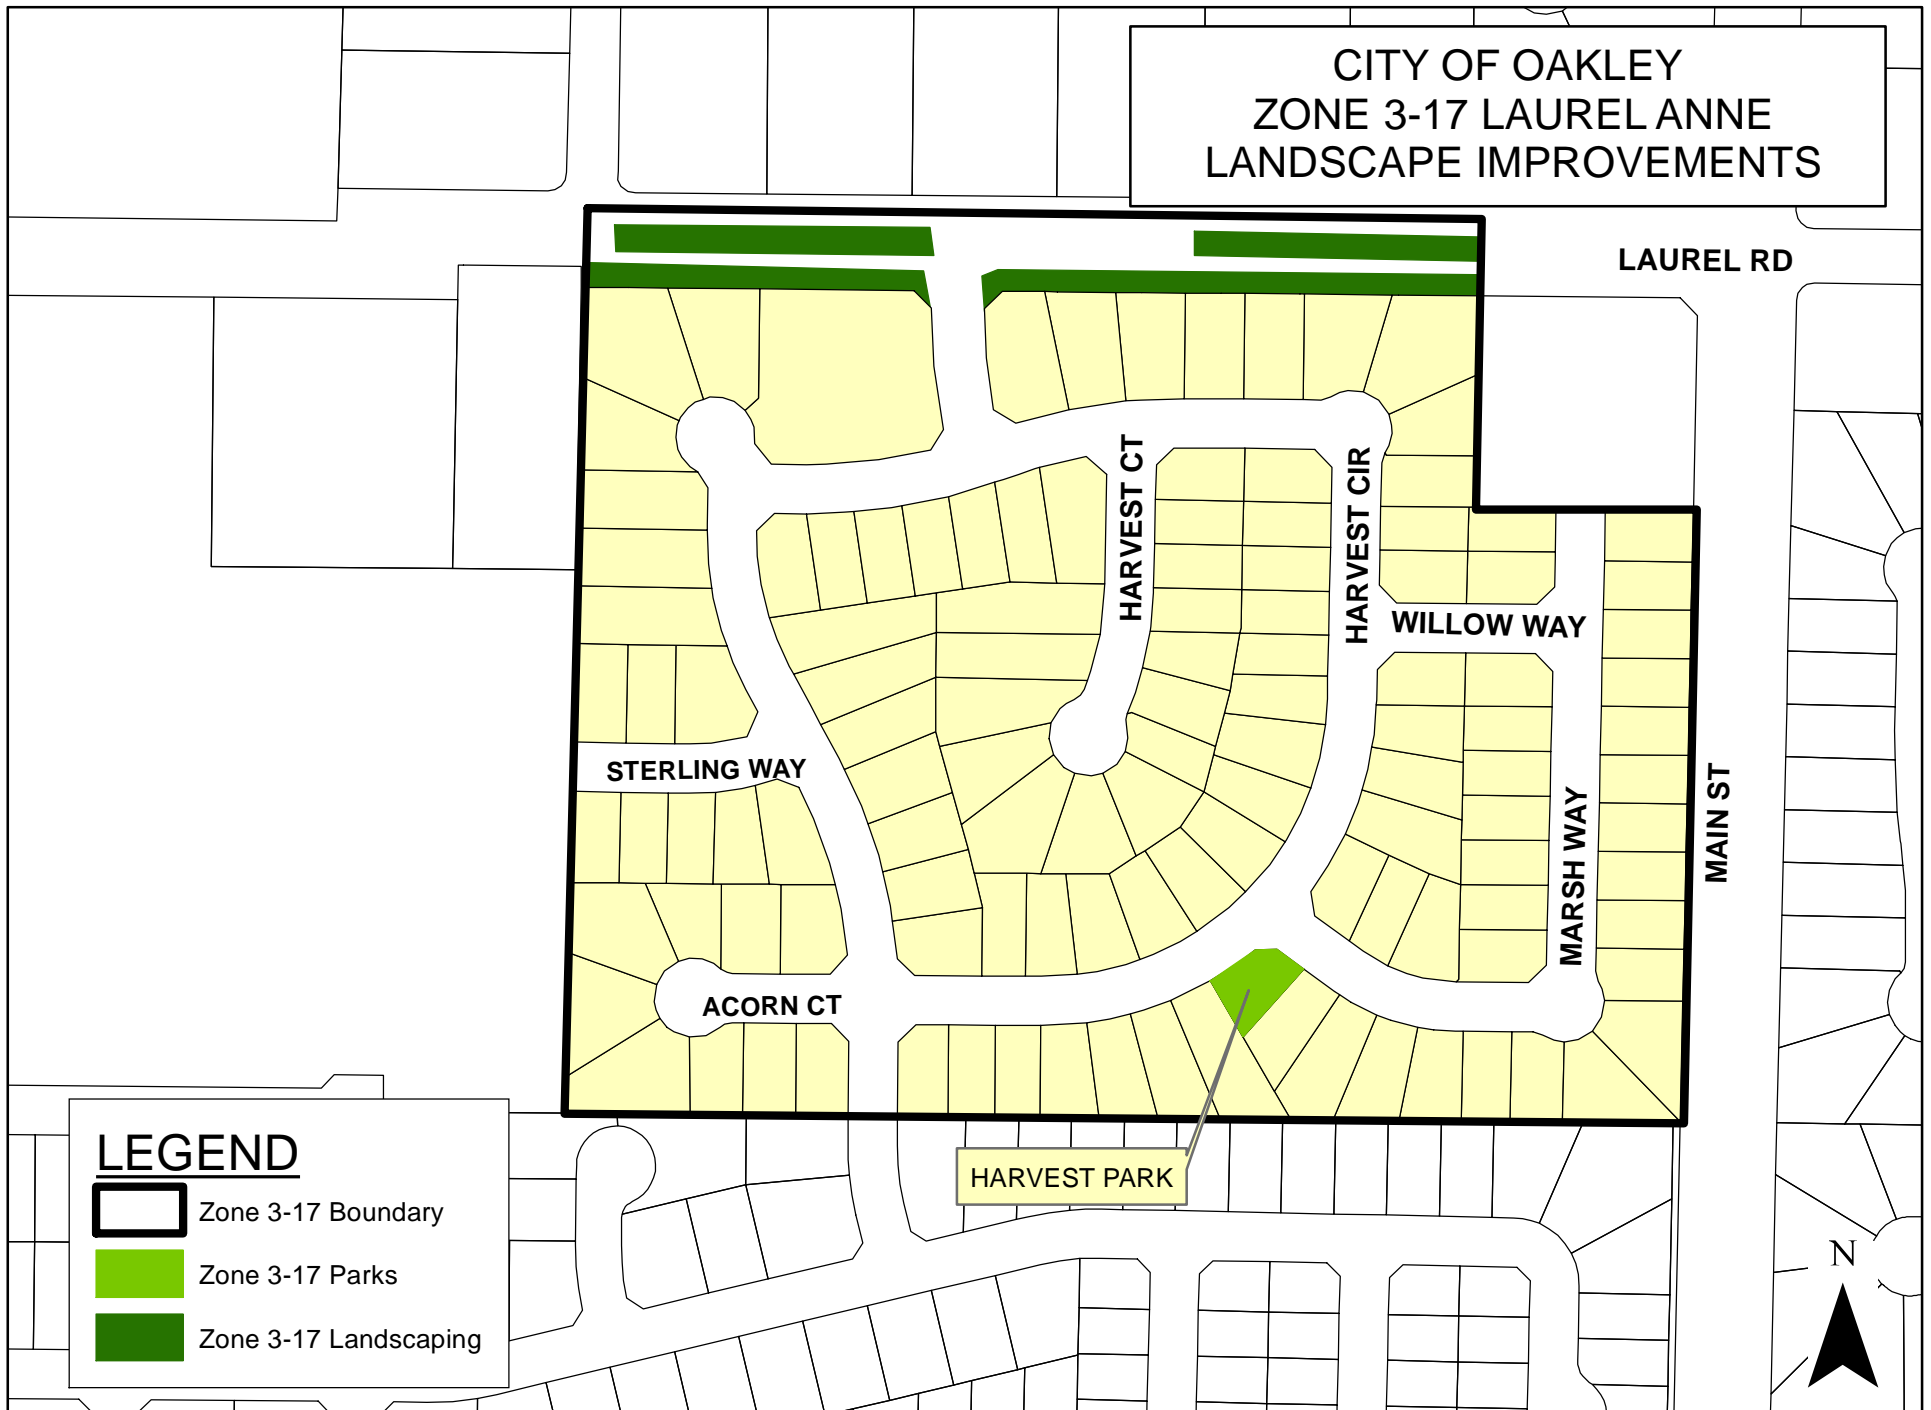 CITY OF OAKLEY
ZONE 3-17 LAUREL ANNE
LANDSCAPE IMPROVEMENTS
LAUREL RD
HARVEST CT
HARVEST CIR
WILLOW WAY
STERLING WAY
MAIN ST
MARSH WAY
ACORN CT
HARVEST PARK
LEGEND
Zone 3-17 Boundary
Zone 3-17 Parks
Zone 3-17 Landscaping
N